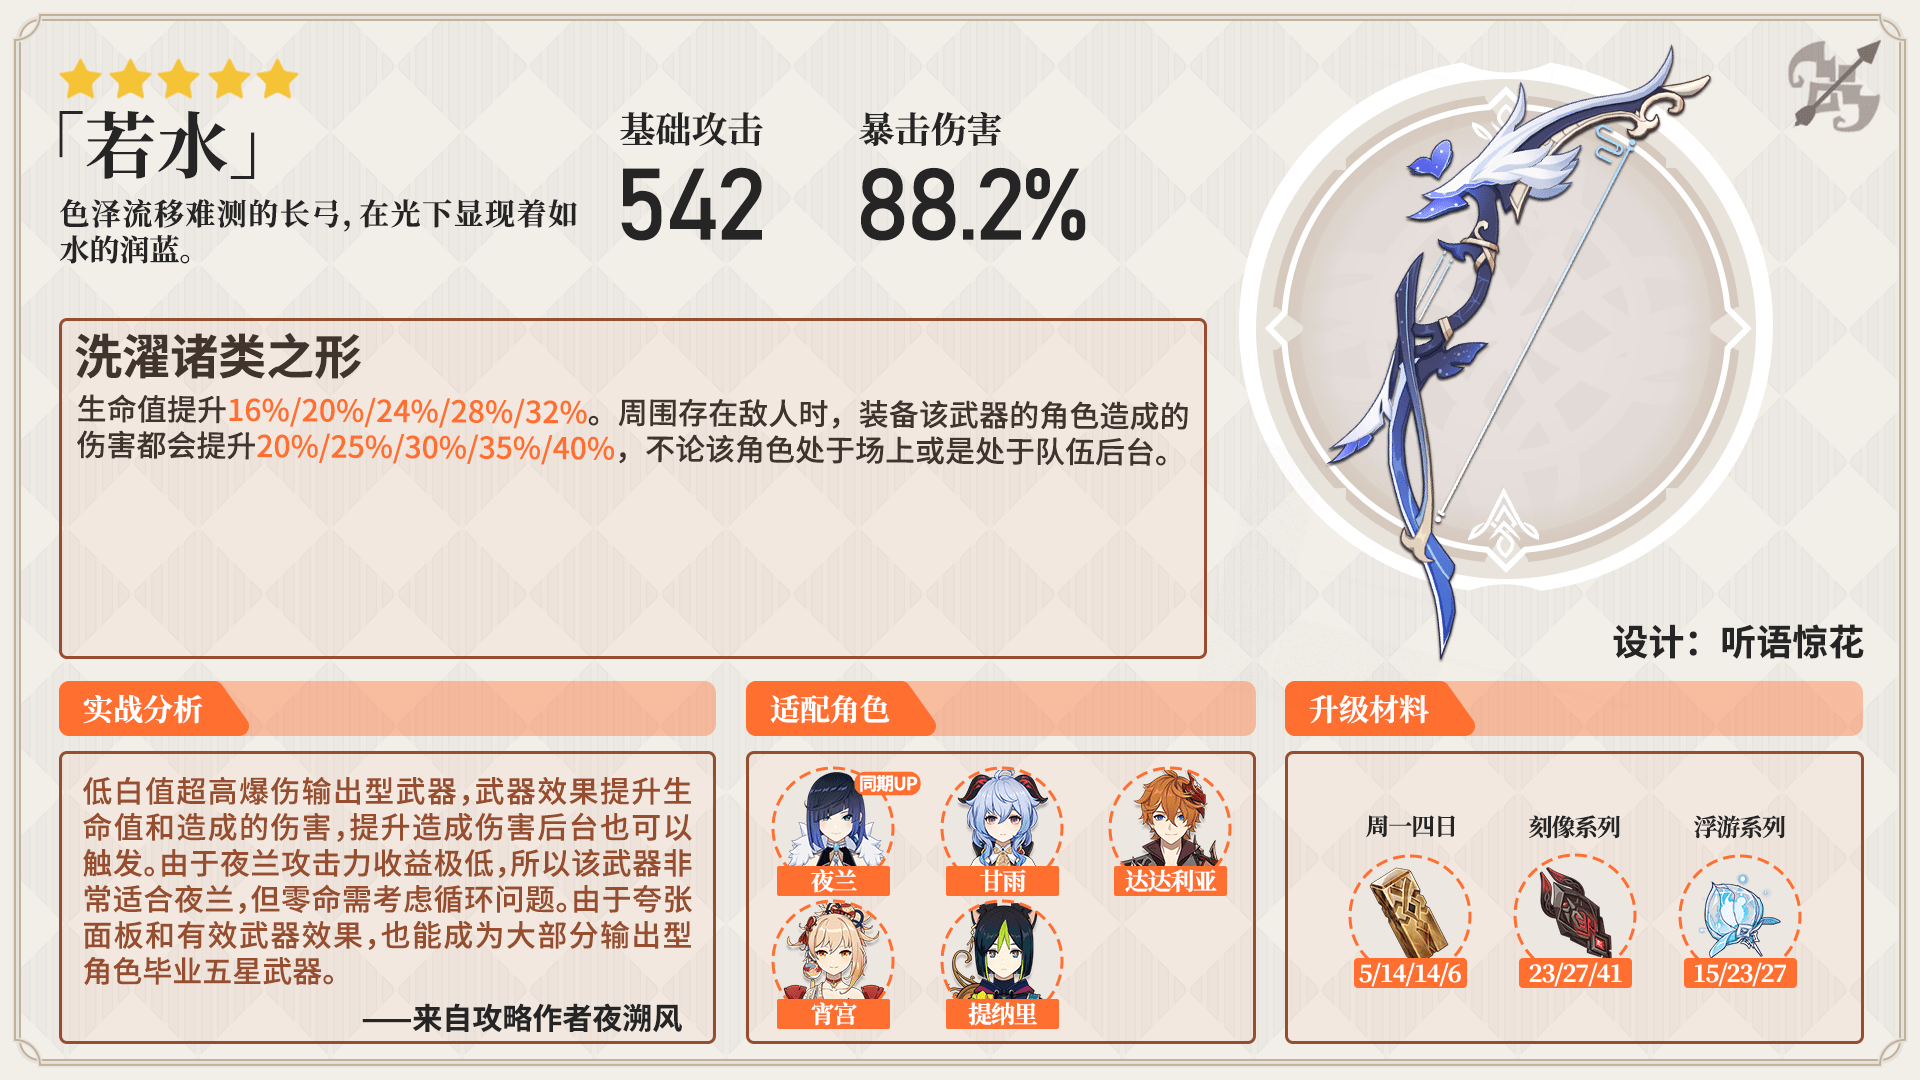 「若水」
色泽流移难测的长弓，在光下显现着如
水的润蓝。
基础攻击
542
暴击伤害
88.2%
洗濯诸类之形
生命值提升16%/20%/24%/28%/32%。周围存在敌人时，装备该武器的角色造成的
伤害都会提升20%/25%/30%/35%/40%，不论该角色处于场上或是处于队伍后台。
设计：听语惊花
实战分析
低白值超高爆伤输出型武器，武器效果提升生
命值和造成的伤害，提升造成伤害后台也可以
触发。由于夜兰攻击力收益极低，所以该武器非
常适合夜兰，但零命需考虑循环问题。由于夸张
面板和有效武器效果，也能成为大部分输出型
角色毕业五星武器。
——来自攻略作者夜溯风
适配角色
同期UP
夜兰
甘雨
达达利亚
宵宫
提纳里
升级材料
周一四日
刻像系列
浮游系列
5/14/14/6
23/27/41
15/23/27